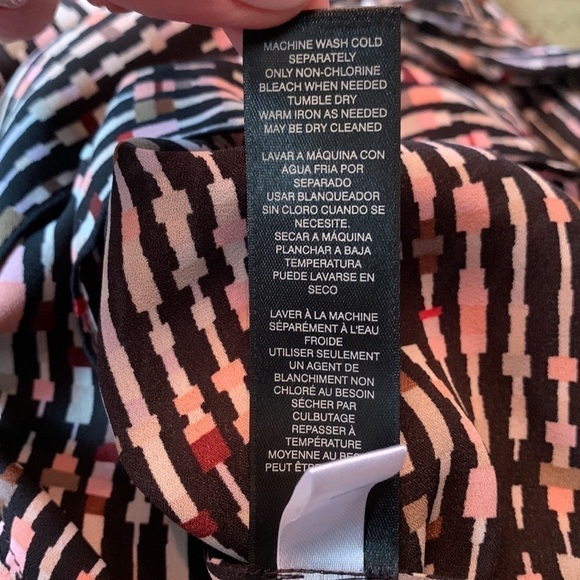 MACHINE WASH COLD
SEPARATELY
ONLY NON-CHLORINE
BLEACH WHEN NEEDED
TUMBLE DRY
WARM IRON AS NEEDED
MAY BE DRY CLEANED
LAVAR A MÁQUINA CON
AGUA FRIA POR
SEPARADO
USAR BLANQUEADOR
SIN CLORO CUANDO SE
NECESITE.
SECAR A MÁQUINA
PLANCHAR A BAJA
TEMPERATURA
PUEDE LAVARSE EN
SECO
LAVER À LA MACHINE
SÉPARÉMENT À L'EAU
FROIDE
UTILISER SEULEMENT
UN AGENT DE
BLANCHIMENT NON
CHLORÉ AU BESOIN
SÉCHER PAR
CULBUTAGE
REPASSER À
TEMPÉRATURE
MOYENNE AU
PEUT